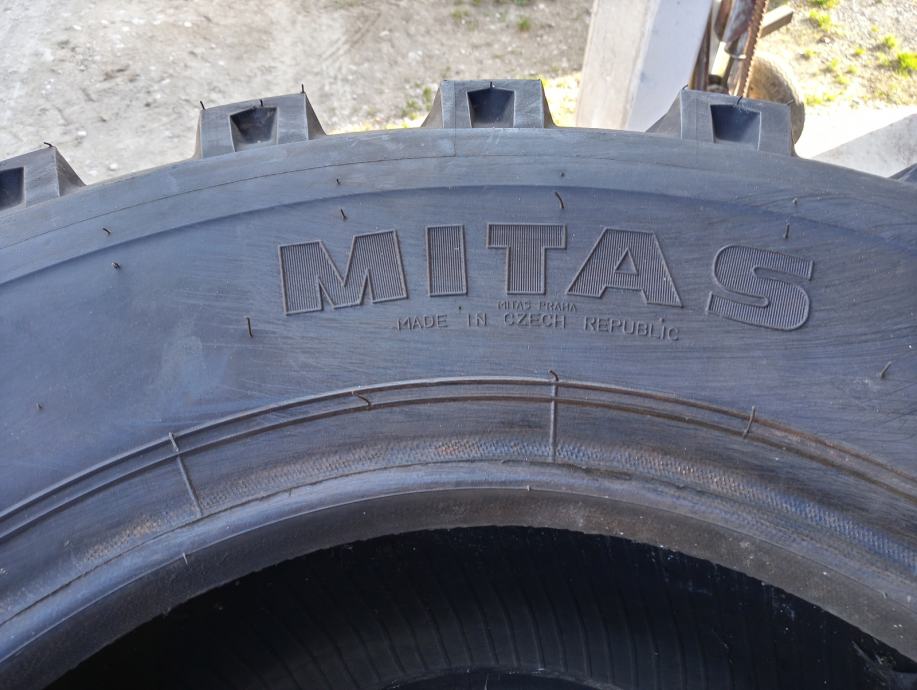 MITAS
MITAS PRAHA
MADE IN CZECH REPUBLIC